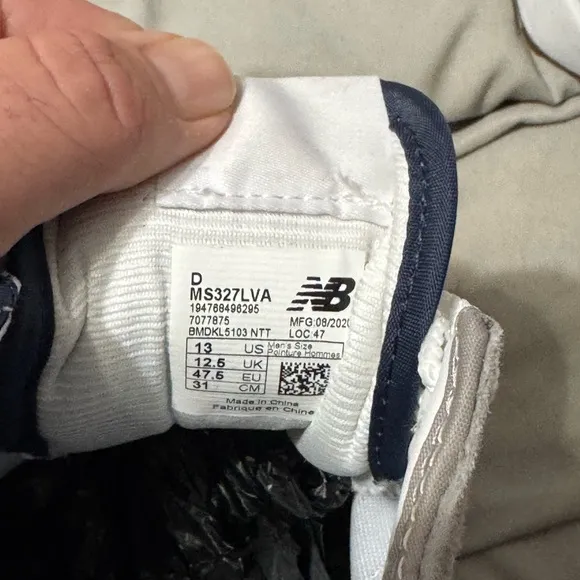 D
MS327LVA
194768496295
7077875
BMDKL5103 NTT
NB
MFG:08/2020
LOC:47
13 US Men's Size
12.5 UK Pointure Hommes
47.5 EU
31 CM
Made in China
Fabriqué en Chine